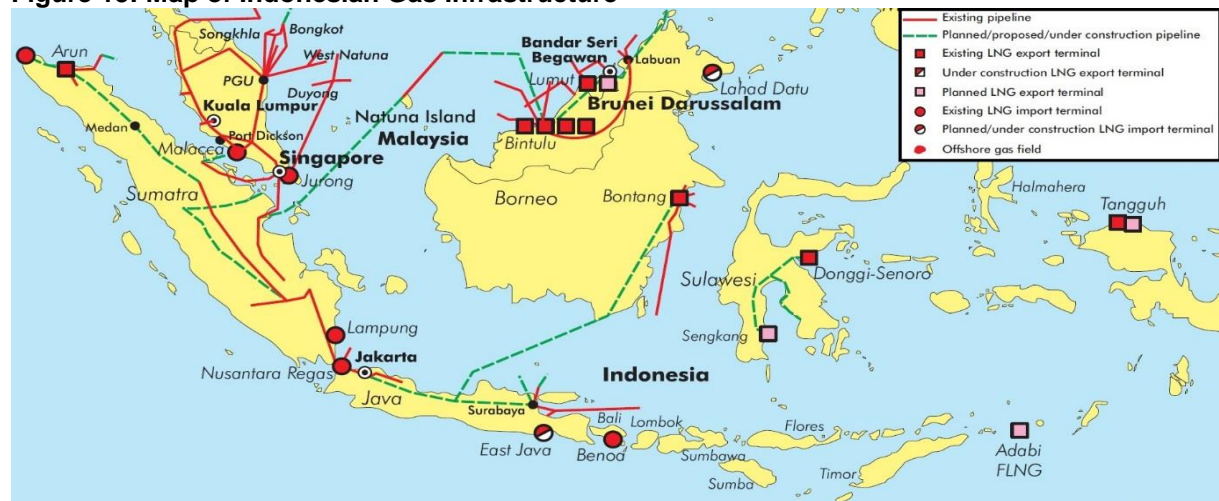 Figure 10: Map of Indonesian Gas Infrastructure
Existing pipeline
Planned/proposed/under construction pipeline
Existing LNG export terminal
Under construction LNG export terminal
Planned LNG export terminal
Existing LNG import terminal
Planned/under construction LNG import terminal
Offshore gas field
Songkhla
Bongkot
West Natuna
Arun
PGU
Duyong
Bandar Seri
Begawan
Labuan
Lumut
Lahad Datu
Kuala Lumpur
Natuna Island
Brunei Darussalam
Medan
Port Dickson
Malaysia
Malacca
Bintulu
Singapore
Jurong
Halmahera
Sumatra
Borneo
Bontang
Tangguh
Sulawesi
Donggi-Senoro
Lampung
Sengkang
Jakarta
Nusantara Regas
Indonesia
Java
Surabaya
Bali
Lombok
Flores
East Java
Benoa
Sumbawa
Adabi
FLNG
Timor
Sumba